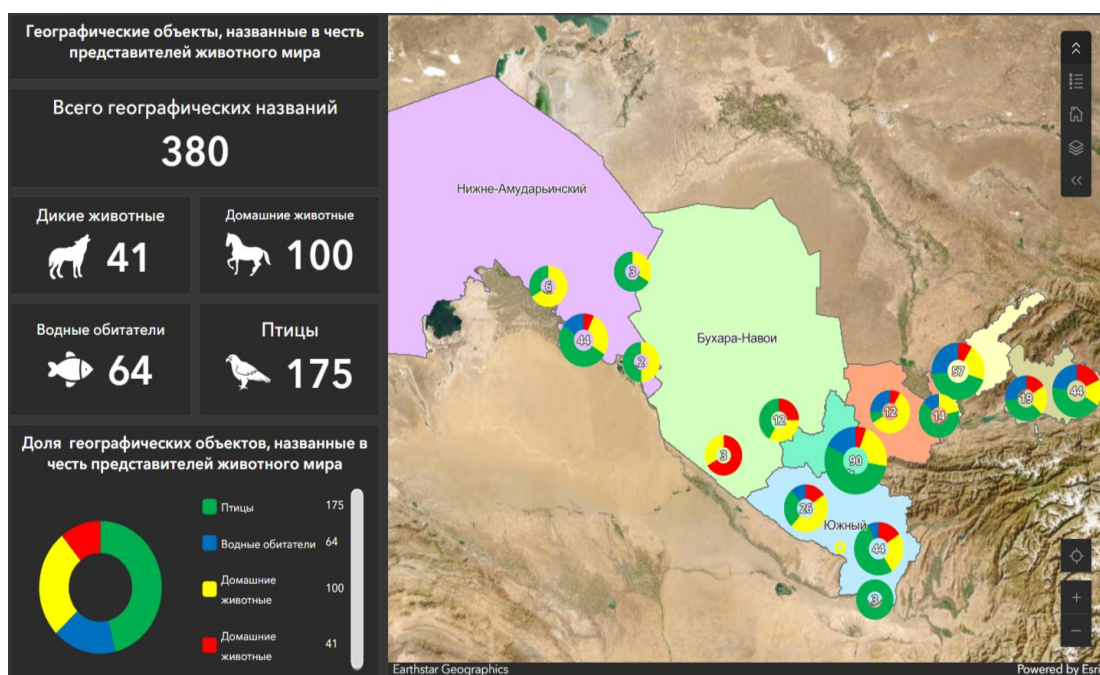 Географические объекты, названные в честь
представителей животного мира
Всего географических названий
380
Дикие животные
41
Домашние животные
100
Водные обитатели
64
Птицы
175
Доля географических объектов, названные в
честь представителей животного мира
Птицы 175
Водные обитатели 64
Домашние
животные 100
Домашние
животные 41
Нижне-Амударьинский
Бухара-Навои
Южный
6
3
44
2
12
3
90
12
14
57
19
44
26
44
3
Earthstar Geographics
Powered by Esri